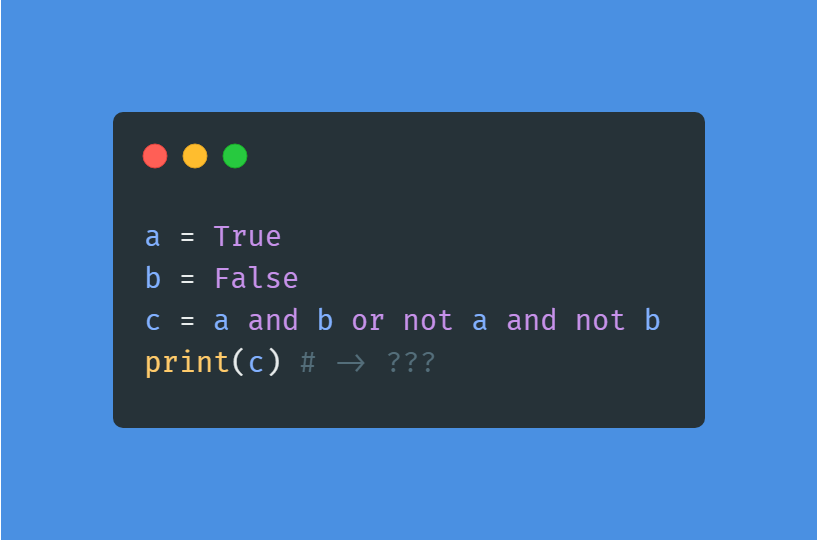 a = True
b = False
c = a and b or not a and not b
print(c) # -> ???